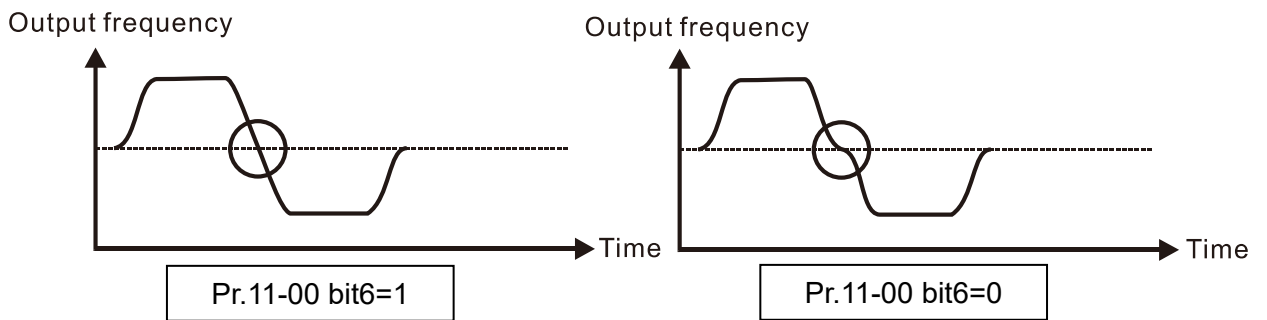 Output frequency
Output frequency
Time
Time
Pr.11-00 bit6=1
Pr.11-00 bit6=0